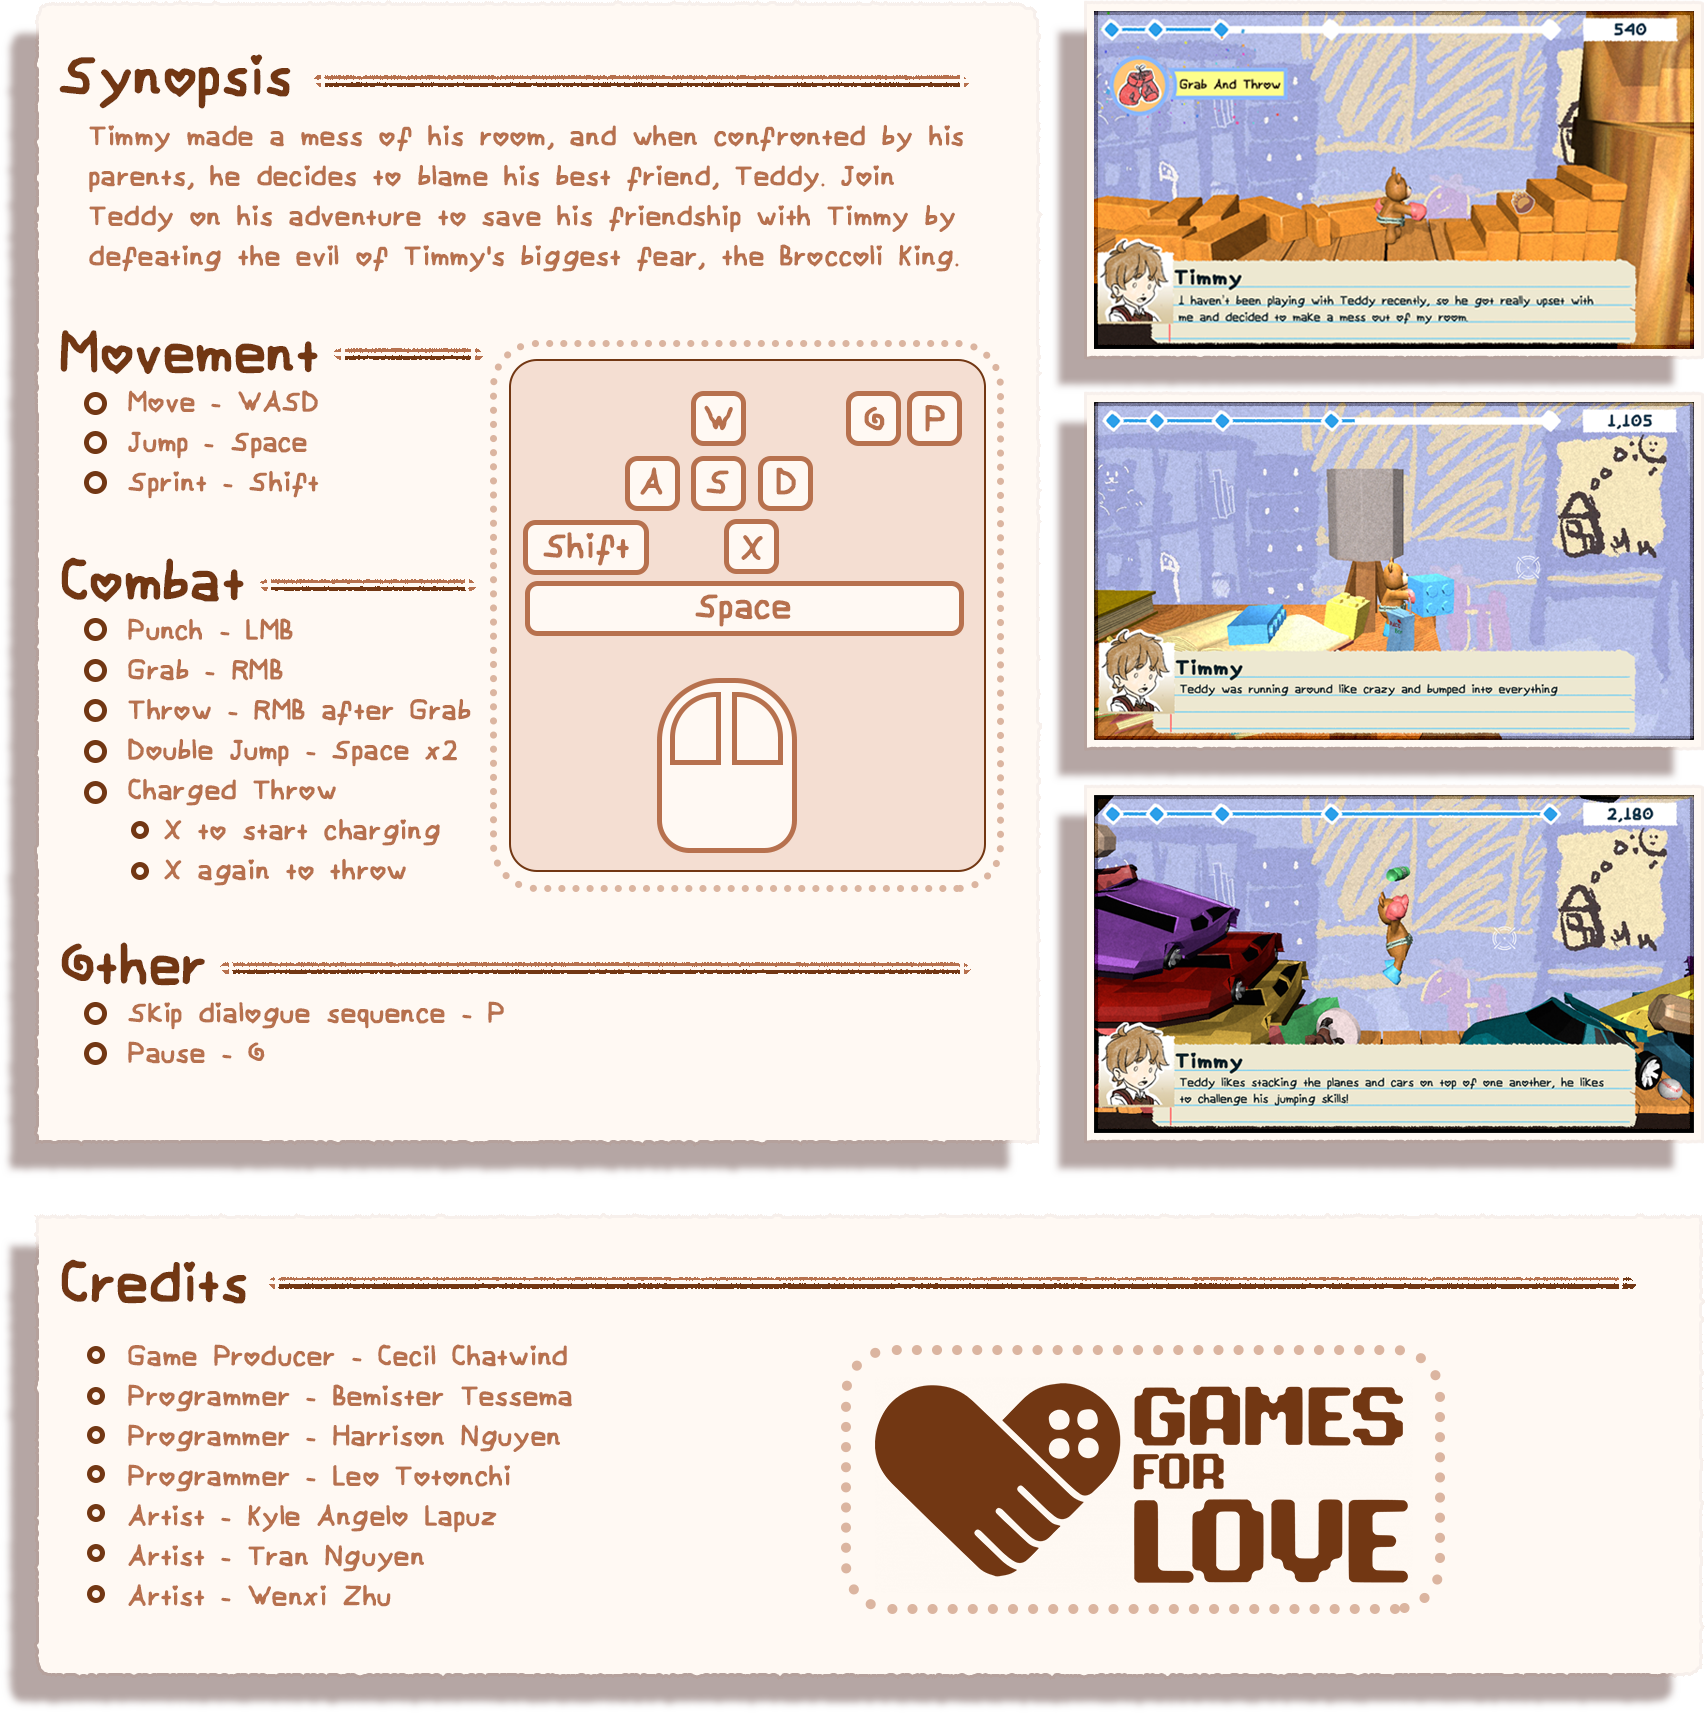 Synopsis
Timmy made a mess of his room, and when confronted by his
parents, he decides to blame his best friend, Teddy. Join
Teddy on his adventure to save his friendship with Timmy by
defeating the evil of Timmy's biggest fear, the Broccoli King.
Movement
Move - WASD
Jump - Space
Sprint - Shift
Combat
Punch - LMB
Grab - RMB
Throw - RMB after Grab
Double Jump - Space x2
Charged Throw
X to start charging
X again to throw
W
O P
A S D
Shift X
Space
Other
Skip dialogue sequence - P
Pause - O
540
Grab And Throw
Timmy
I haven't been playing with Teddy recently, so he got really upset with
me and decided to make a mess out of my room.
1,105
Timmy
Teddy was running around like crazy and bumped into everything
2,180
Timmy
Teddy likes stacking the planes and cars on top of one another, he likes
to challenge his jumping skills!
Credits
Game Producer - Cecil Chatwind
Programmer - Bemister Tessema
Programmer - Harrison Nguyen
Programmer - Leo Totonchi
Artist - Kyle Angelo Lapuz
Artist - Tran Nguyen
Artist - Wenxi Zhu
GAMES
FOR
LOVE